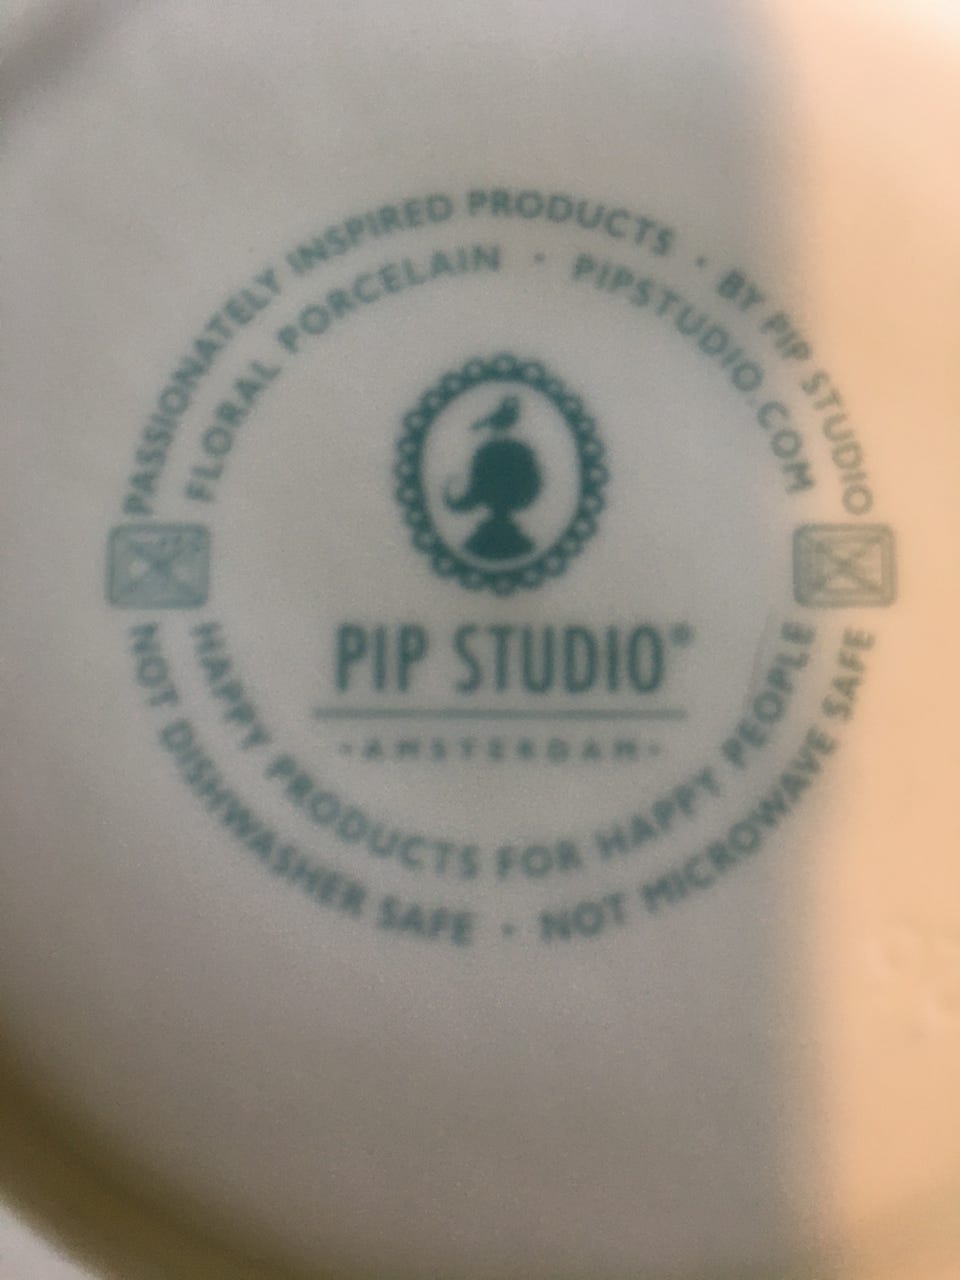 PASSIONATELY INSPIRED PRODUCTS · BY PIP STUDIO
FLORAL PORCELAIN · PIPSTUDIO.COM
PIP STUDIO®
·AMSTERDAM·
HAPPY PRODUCTS FOR HAPPY PEOPLE
NOT DISHWASHER SAFE · NOT MICROWAVE SAFE